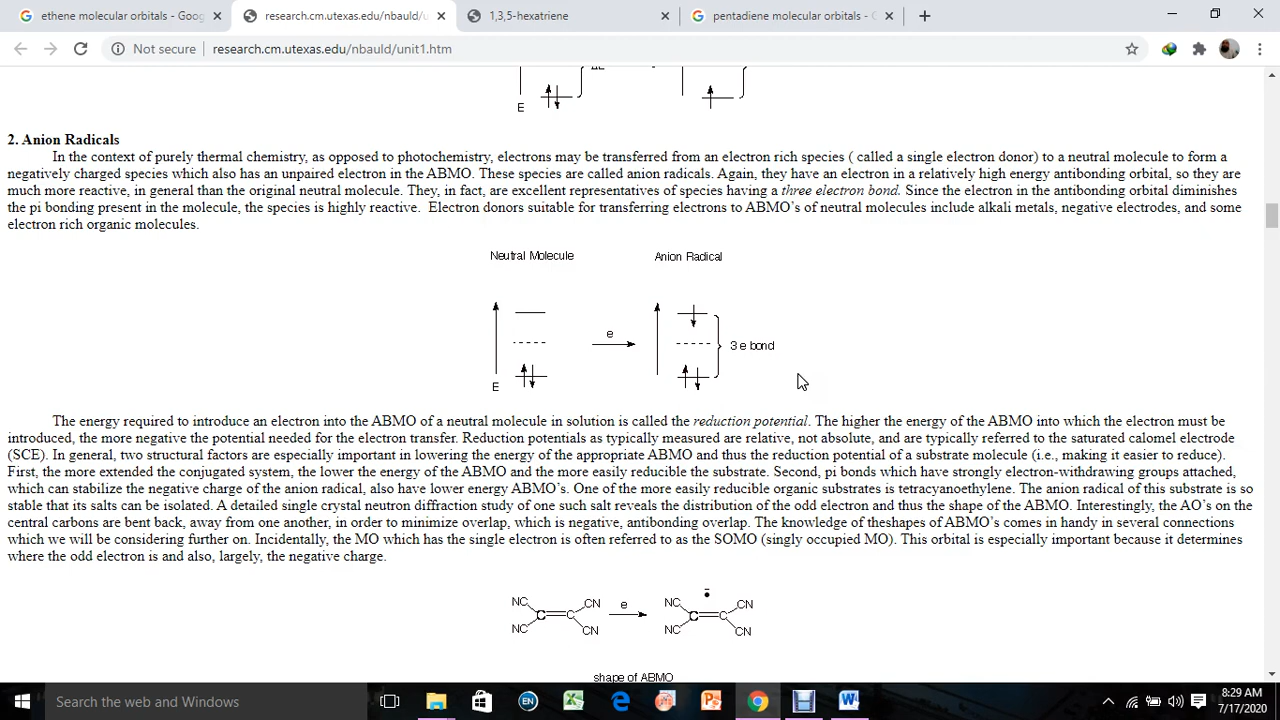 ethene molecular orbitals - Goog
research.cm.utexas.edu/nbauld/u
1,3,5-hexatriene
pentadiene molecular orbitals - G
Not secure
research.cm.utexas.edu/nbauld/unit1.htm
E
2. Anion Radicals
In the context of purely thermal chemistry, as opposed to photochemistry, electrons may be transferred from an electron rich species ( called a single electron donor) to a neutral molecule to form a
negatively charged species which also has an unpaired electron in the ABMO. These species are called anion radicals. Again, they have an electron in a relatively high energy antibonding orbital, so they are
much more reactive, in general than the original neutral molecule. They, in fact, are excellent representatives of species having a three electron bond. Since the electron in the antibonding orbital diminishes
the pi bonding present in the molecule, the species is highly reactive.  Electron donors suitable for transferring electrons to ABMO's of neutral molecules include alkali metals, negative electrodes, and some
electron rich organic molecules.
Neutral Molecule
Anion Radical
e
3 e bond
E
The energy required to introduce an electron into the ABMO of a neutral molecule in solution is called the reduction potential. The higher the energy of the ABMO into which the electron must be
introduced, the more negative the potential needed for the electron transfer. Reduction potentials as typically measured are relative, not absolute, and are typically referred to the saturated calomel electrode
(SCE). In general, two structural factors are especially important in lowering the energy of the appropriate ABMO and thus the reduction potential of a substrate molecule (i.e., making it easier to reduce).
First, the more extended the conjugated system, the lower the energy of the ABMO and the more easily reducible the substrate. Second, pi bonds which have strongly electron-withdrawing groups attached,
which can stabilize the negative charge of the anion radical, also have lower energy ABMO's. One of the more easily reducible organic substrates is tetracyanoethylene. The anion radical of this substrate is so
stable that its salts can be isolated. A detailed single crystal neutron diffraction study of one such salt reveals the distribution of the odd electron and thus the shape of the ABMO. Interestingly, the AO's on the
central carbons are bent back, away from one another, in order to minimize overlap, which is negative, antibonding overlap. The knowledge of theshapes of ABMO's comes in handy in several connections
which we will be considering further on. Incidentally, the MO which has the single electron is often referred to as the SOMO (singly occupied MO). This orbital is especially important because it determines
where the odd electron is and also, largely, the negative charge.
NC CN e NC CN
C C C C
NC CN NC CN
shape of ABMO
Search the web and Windows
EN
8:29 AM
7/17/2020